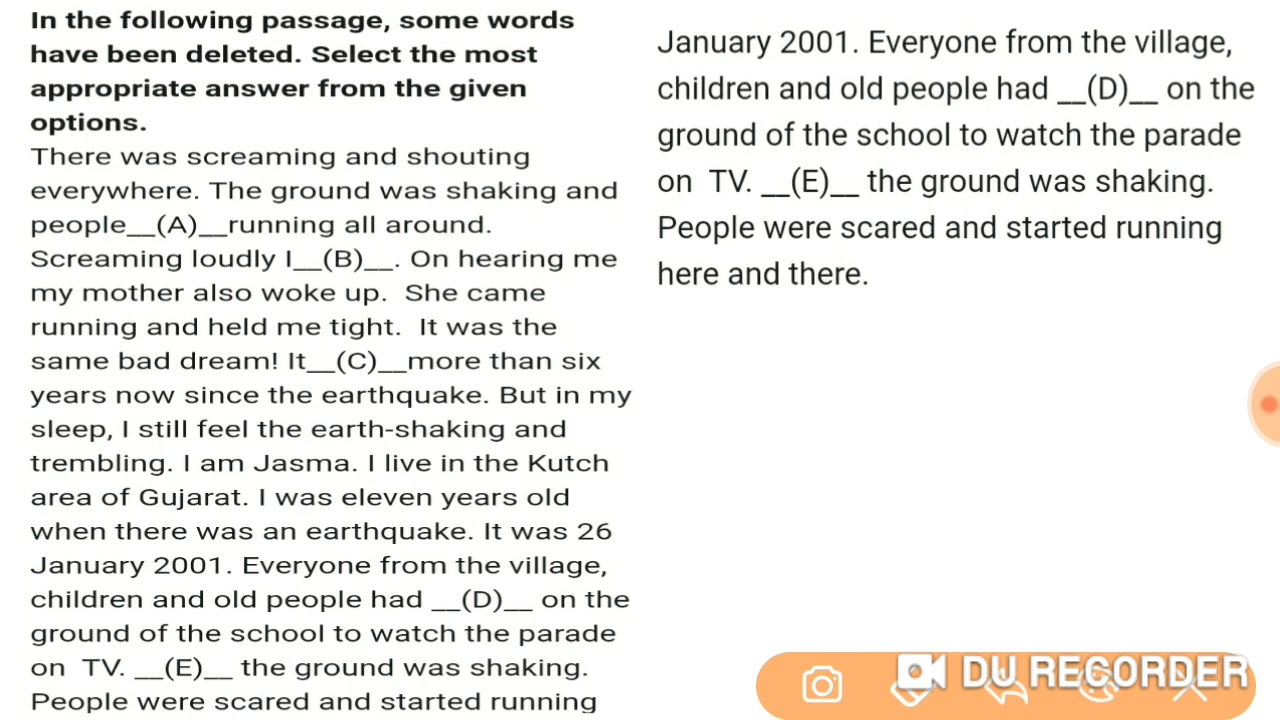 In the following passage, some words
have been deleted. Select the most
appropriate answer from the given
options.
There was screaming and shouting
everywhere. The ground was shaking and
people__(A)__running all around.
Screaming loudly I__(B)__. On hearing me
my mother also woke up.  She came
running and held me tight.  It was the
same bad dream! It__(C)__more than six
years now since the earthquake. But in my
sleep, I still feel the earth-shaking and
trembling. I am Jasma. I live in the Kutch
area of Gujarat. I was eleven years old
when there was an earthquake. It was 26
January 2001. Everyone from the village,
children and old people had __(D)__ on the
ground of the school to watch the parade
on  TV. __(E)__ the ground was shaking.
People were scared and started running
January 2001. Everyone from the village,
children and old people had __(D)__ on the
ground of the school to watch the parade
on  TV. __(E)__ the ground was shaking.
People were scared and started running
here and there.
DU RECORDER